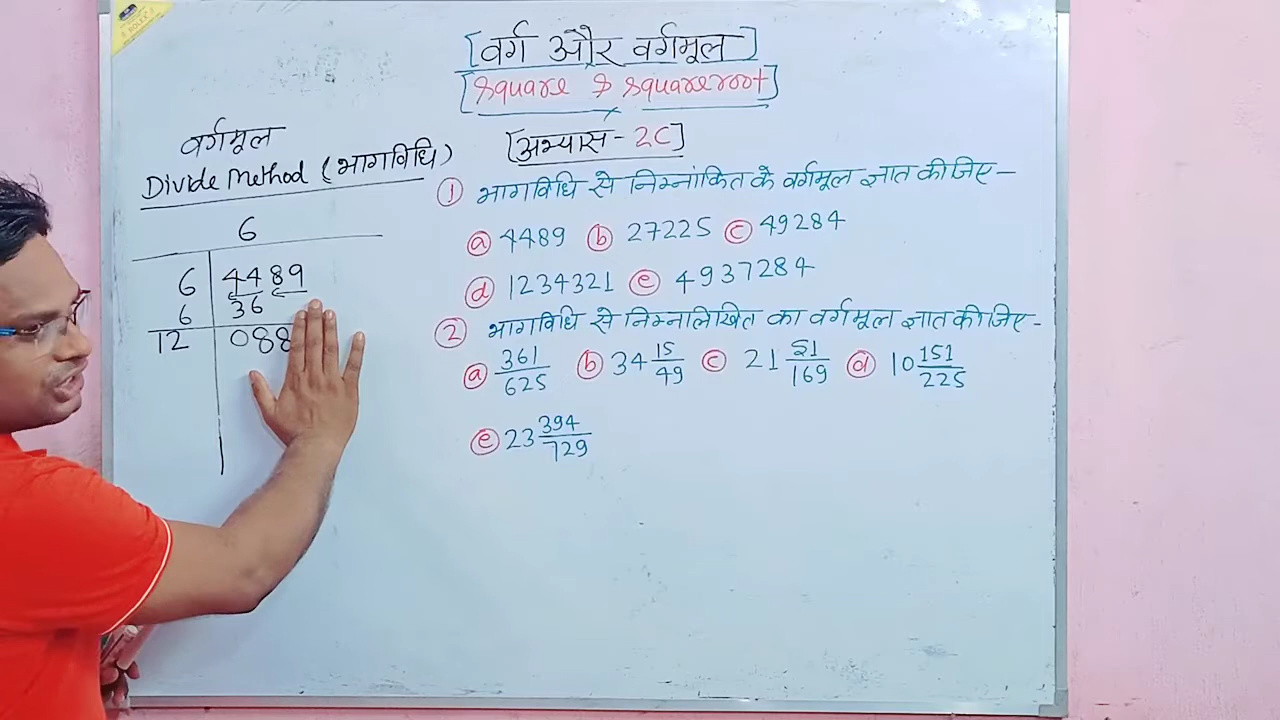 [वर्ग और वर्गमूल]
[Square & Squareroot]
वर्गमूल
Divide Method (भागविधि)
6
6 4489
6 36
12 088
[अभ्यास-2C]
① भागविधि से निम्नांकित के वर्गमूल ज्ञात कीजिए-
ⓐ 4489 ⓑ 27225 ⓒ 49284
ⓓ 1234321 ⓔ 4937284
② भागविधि से निम्नलिखित का वर्गमूल ज्ञात कीजिए-
ⓐ 361/625 ⓑ 34 15/49 ⓒ 21 51/169 ⓓ 10 151/225
ⓔ 23 394/729